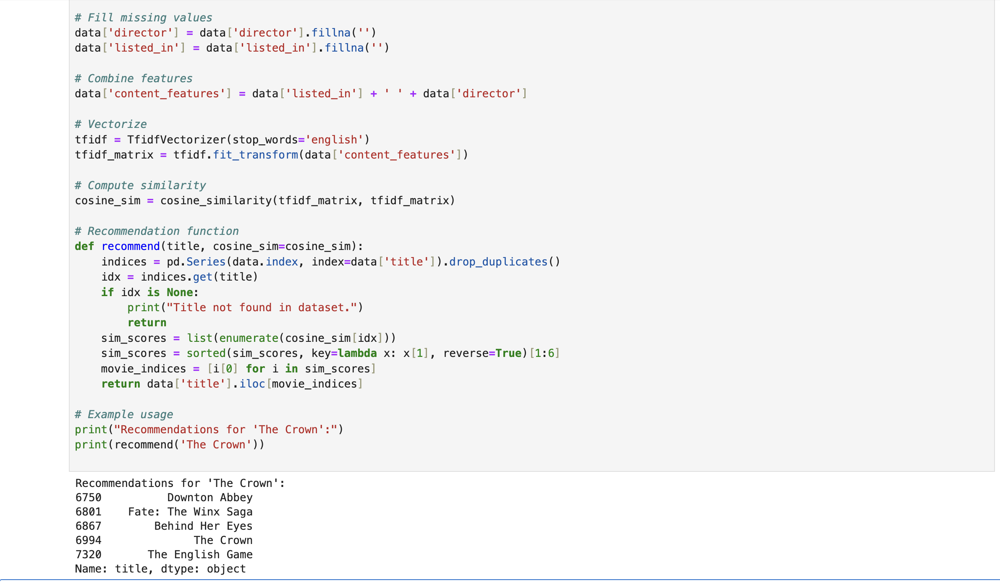 # Fill missing values
data['director'] = data['director'].fillna('')
data['listed_in'] = data['listed_in'].fillna('')

# Combine features
data['content_features'] = data['listed_in'] + ' ' + data['director']

# Vectorize
tfidf = TfidfVectorizer(stop_words='english')
tfidf_matrix = tfidf.fit_transform(data['content_features'])

# Compute similarity
cosine_sim = cosine_similarity(tfidf_matrix, tfidf_matrix)

# Recommendation function
def recommend(title, cosine_sim=cosine_sim):
    indices = pd.Series(data.index, index=data['title']).drop_duplicates()
    idx = indices.get(title)
    if idx is None:
        print("Title not found in dataset.")
        return
    sim_scores = list(enumerate(cosine_sim[idx]))
    sim_scores = sorted(sim_scores, key=lambda x: x[1], reverse=True)[1:6]
    movie_indices = [i[0] for i in sim_scores]
    return data['title'].iloc[movie_indices]

# Example usage
print("Recommendations for 'The Crown':")
print(recommend('The Crown'))

Recommendations for 'The Crown':
6750          Downton Abbey
6801    Fate: The Winx Saga
6867        Behind Her Eyes
6994              The Crown
7320       The English Game
Name: title, dtype: object